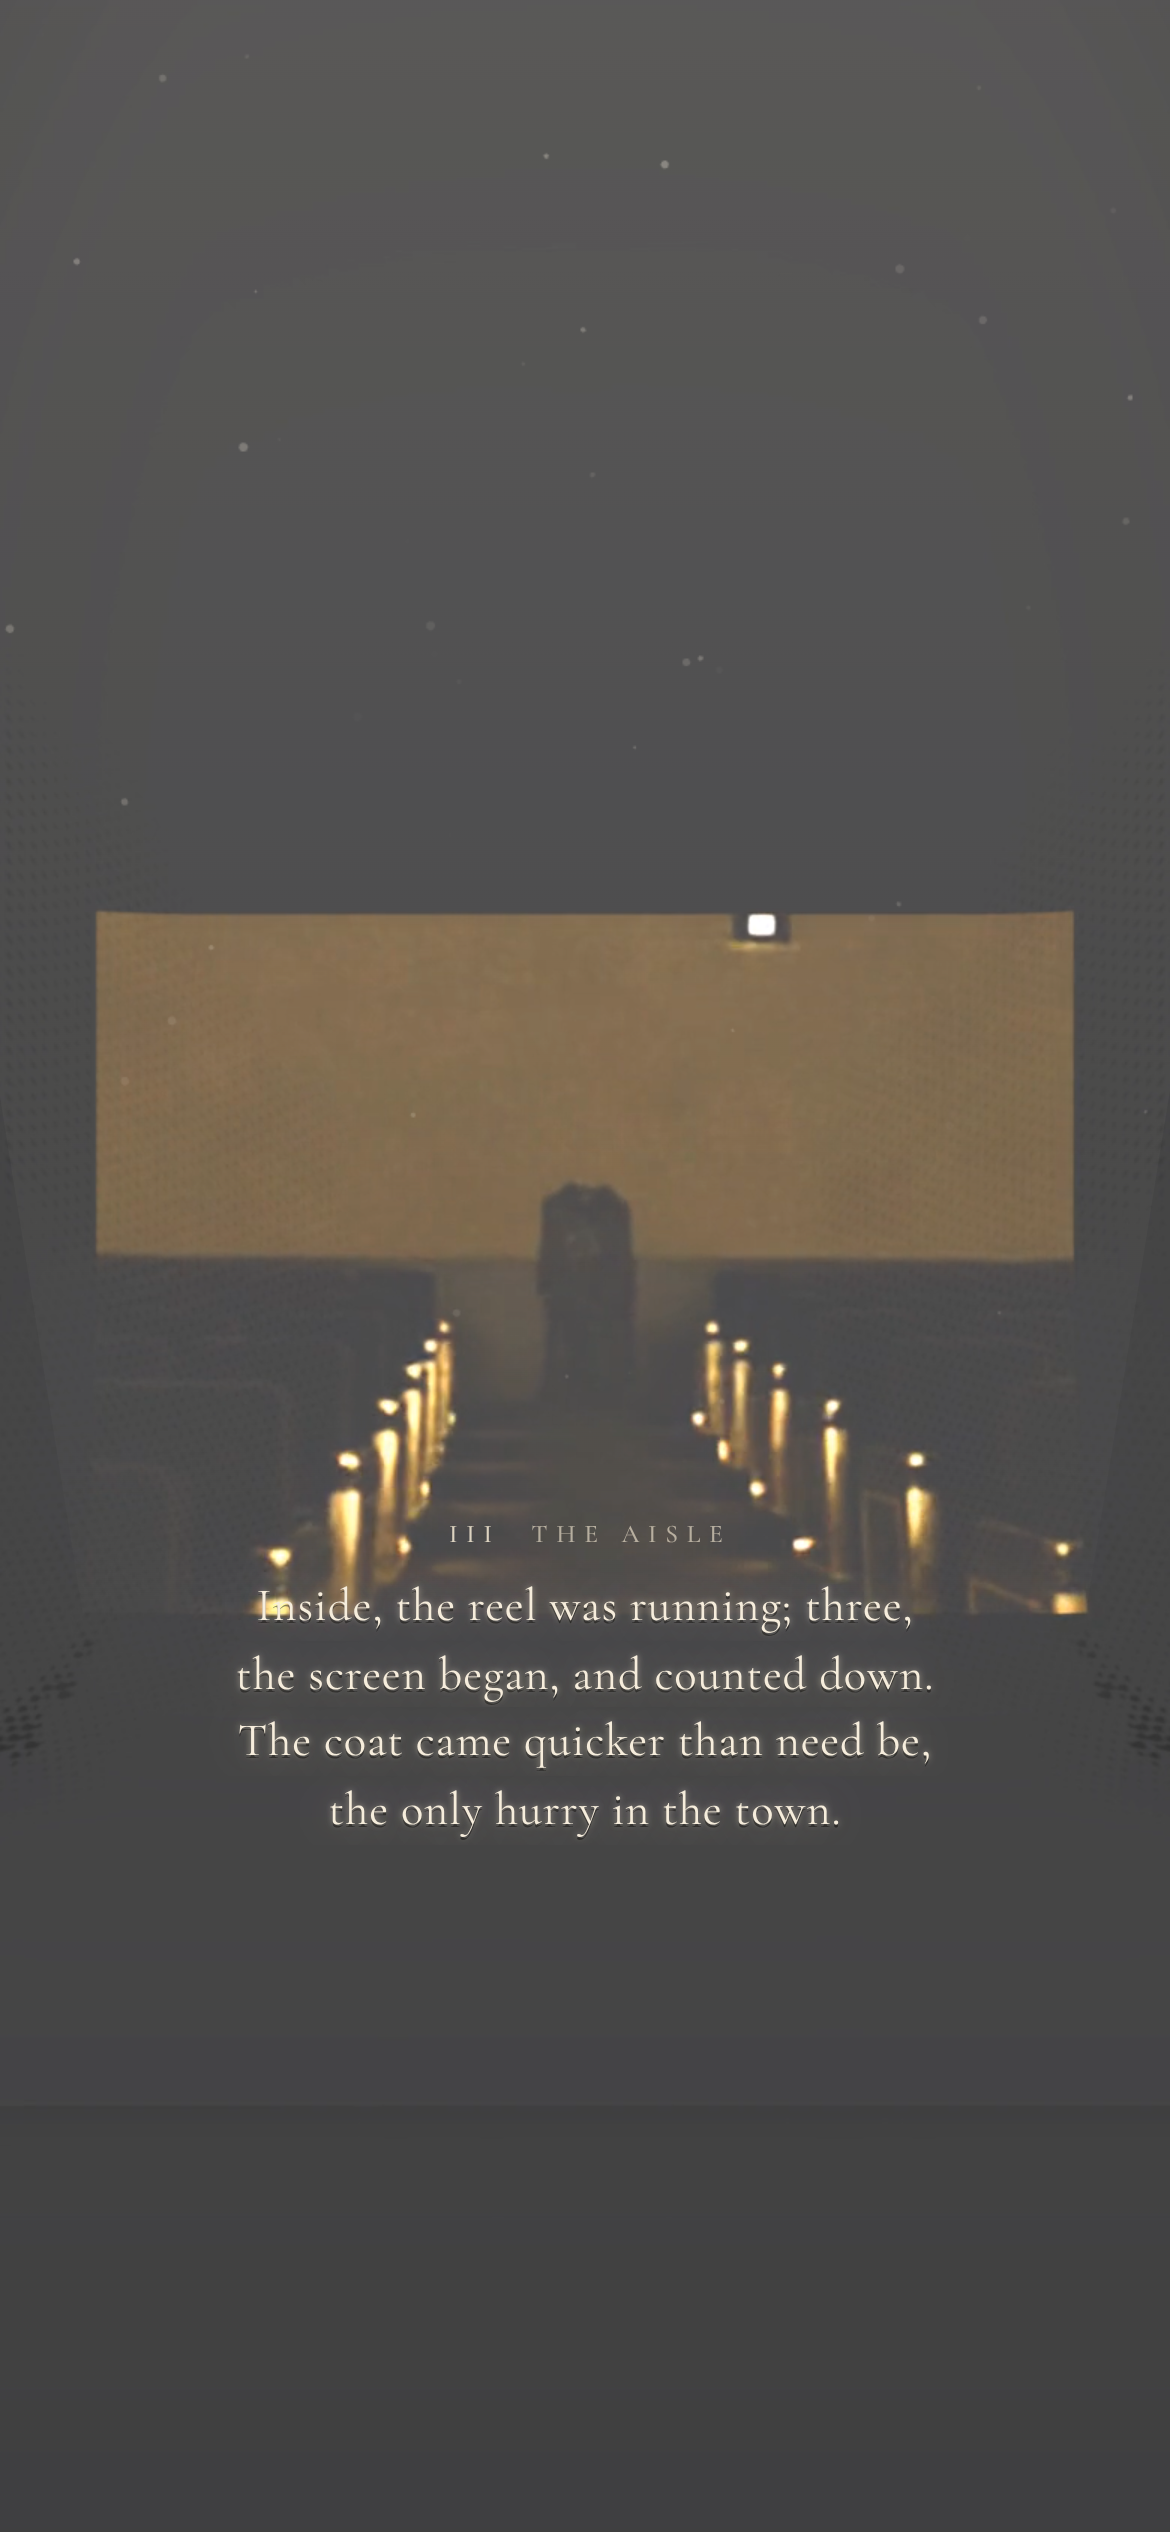 III THE AISLE
Inside, the reel was running; three,
the screen began, and counted down.
The coat came quicker than need be,
the only hurry in the town.